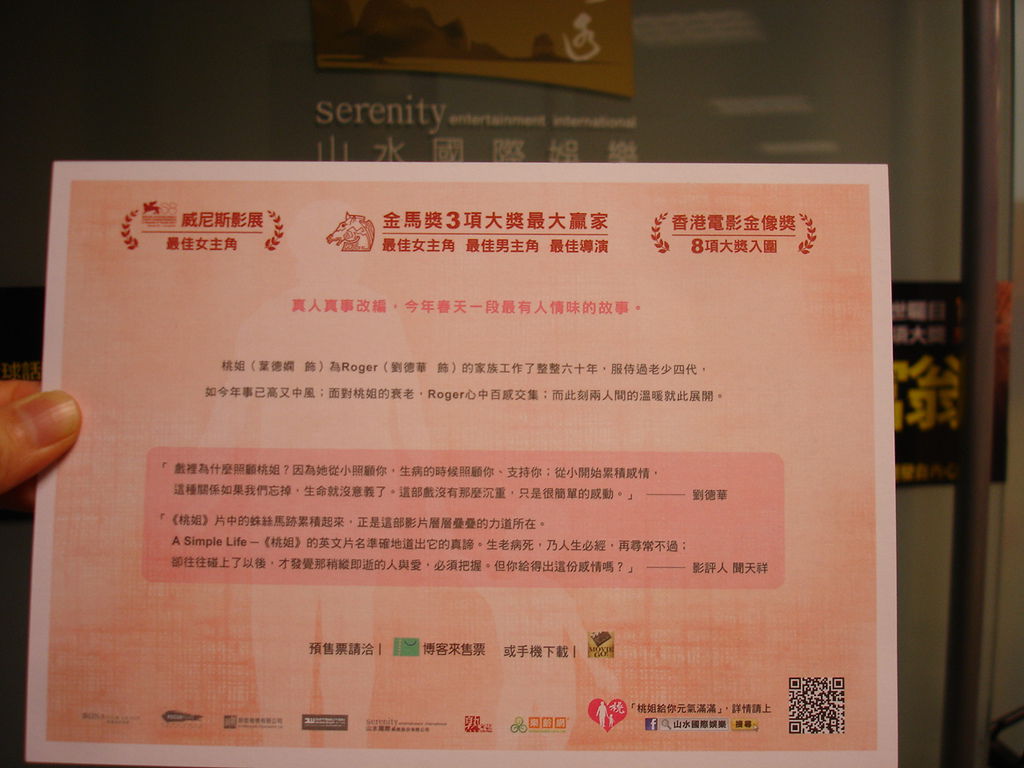 serenity entertainment international
山水國際娛樂
威尼斯影展
最佳女主角
金馬獎3項大獎最大贏家
最佳女主角 最佳男主角 最佳導演
香港電影金像獎
8項大獎入圍
真人真事改編，今年春天一段最有人情味的故事。
桃姐（葉德嫻 飾）為Roger（劉德華 飾）的家族工作了整整六十年，服侍過老少四代，
如今年事已高又中風；面對桃姐的衰老，Roger心中百感交集；而此刻兩人間的溫暖就此展開。
「戲裡為什麼照顧桃姐？因為她從小照顧你，生病的時候照顧你、支持你；從小開始累積感情，
這種關係如果我們忘掉，生命就沒意義了。這部戲沒有那麼沉重，只是很簡單的感動。」——劉德華
「《桃姐》片中的蛛絲馬跡累積起來，正是這部影片層層疊疊的力道所在。
A Simple Life —《桃姐》的英文片名準確地道出它的真諦。生老病死，乃人生必經，再尋常不過；
卻往往碰上了以後，才發覺那稍縱即逝的人與愛，必須把握。但你給得出這份感情嗎？」——影評人 聞天祥
預售票請洽 | 博客來售票 或手機下載 | MOVIE GO!
「桃姐給你元氣滿滿」，詳情請上
山水國際娛樂 搜尋
serenity entertainment international